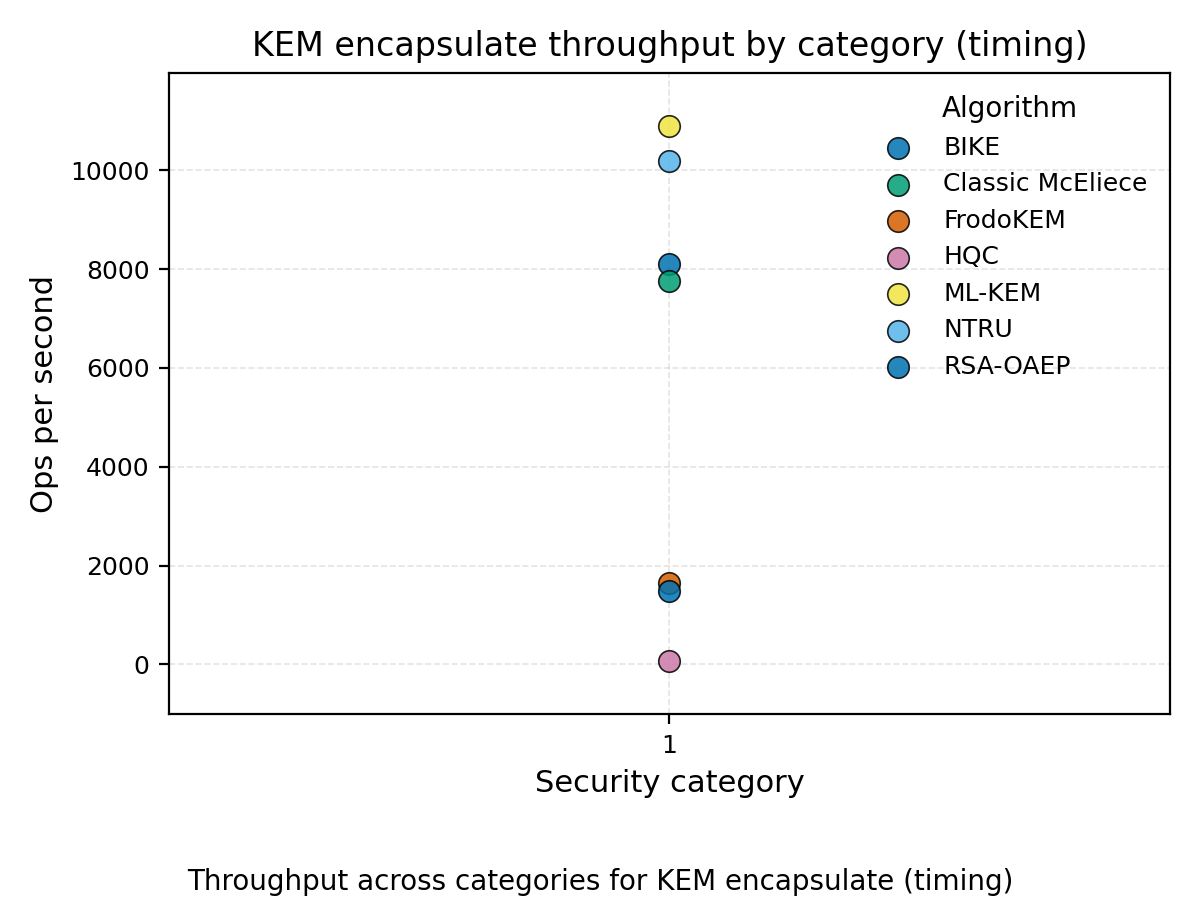 KEM encapsulate throughput by category (timing)
Algorithm
BIKE
Classic McEliece
FrodoKEM
HQC
ML-KEM
NTRU
RSA-OAEP
Ops per second
10000
8000
6000
4000
2000
0
1
Security category
Throughput across categories for KEM encapsulate (timing)